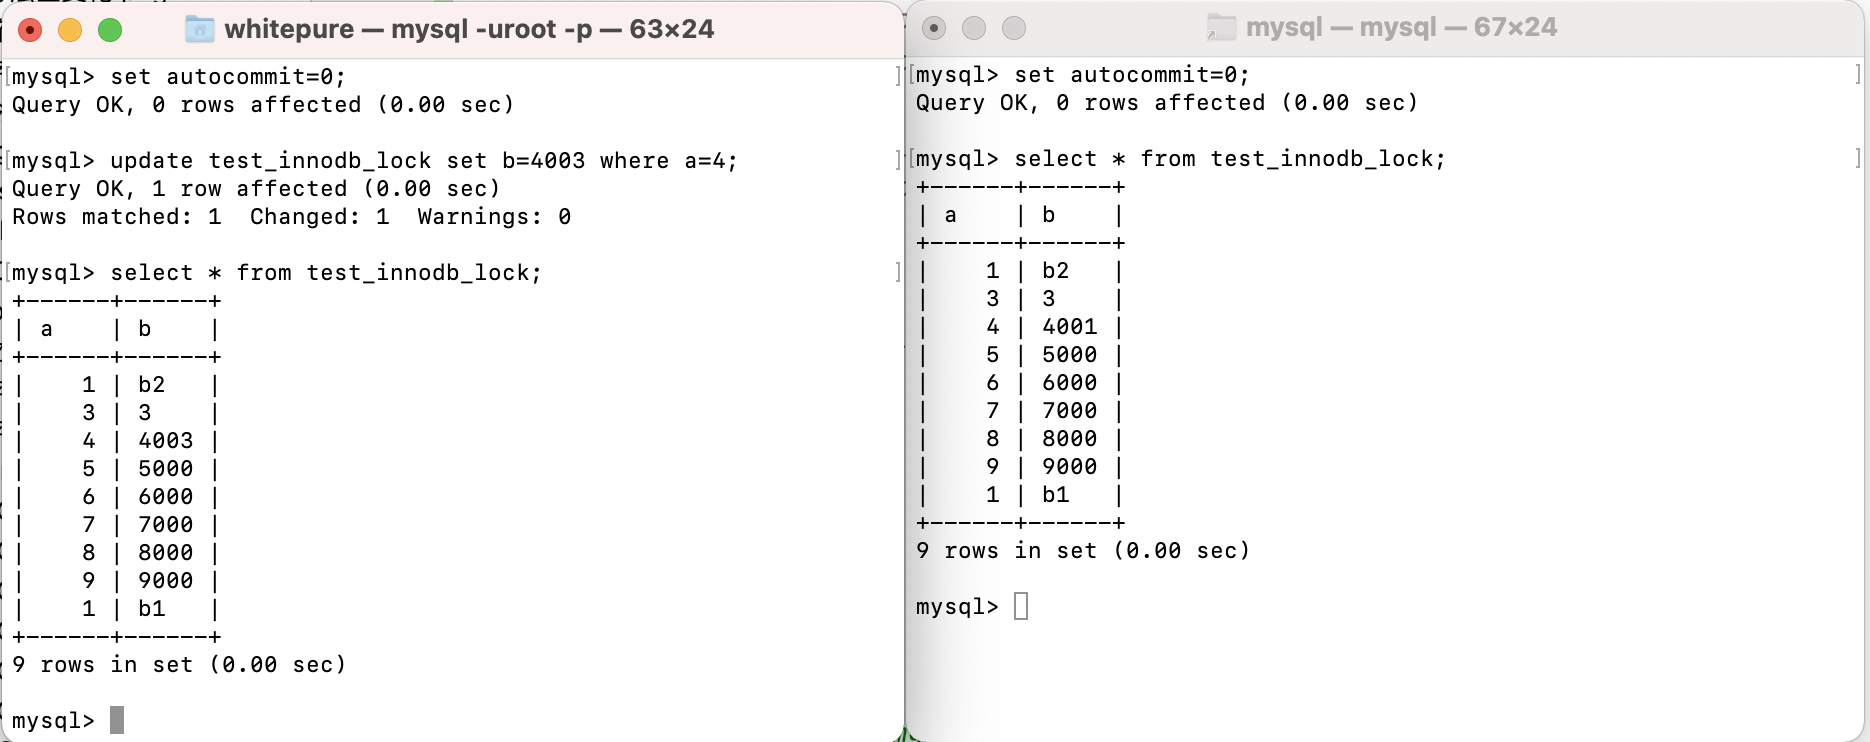 whitepure — mysql -uroot -p — 63×24
[mysql> set autocommit=0; ]
Query OK, 0 rows affected (0.00 sec)
[mysql> update test_innodb_lock set b=4003 where a=4; ]
Query OK, 1 row affected (0.00 sec)
Rows matched: 1  Changed: 1  Warnings: 0
[mysql> select * from test_innodb_lock; ]
+------+------+
| a    | b    |
+------+------+
|    1 | b2   |
|    3 | 3    |
|    4 | 4003 |
|    5 | 5000 |
|    6 | 6000 |
|    7 | 7000 |
|    8 | 8000 |
|    9 | 9000 |
|    1 | b1   |
+------+------+
9 rows in set (0.00 sec)
mysql>
mysql — mysql — 67×24
[mysql> set autocommit=0; ]
Query OK, 0 rows affected (0.00 sec)
[mysql> select * from test_innodb_lock; ]
+------+------+
| a    | b    |
+------+------+
|    1 | b2   |
|    3 | 3    |
|    4 | 4001 |
|    5 | 5000 |
|    6 | 6000 |
|    7 | 7000 |
|    8 | 8000 |
|    9 | 9000 |
|    1 | b1   |
+------+------+
9 rows in set (0.00 sec)
mysql>